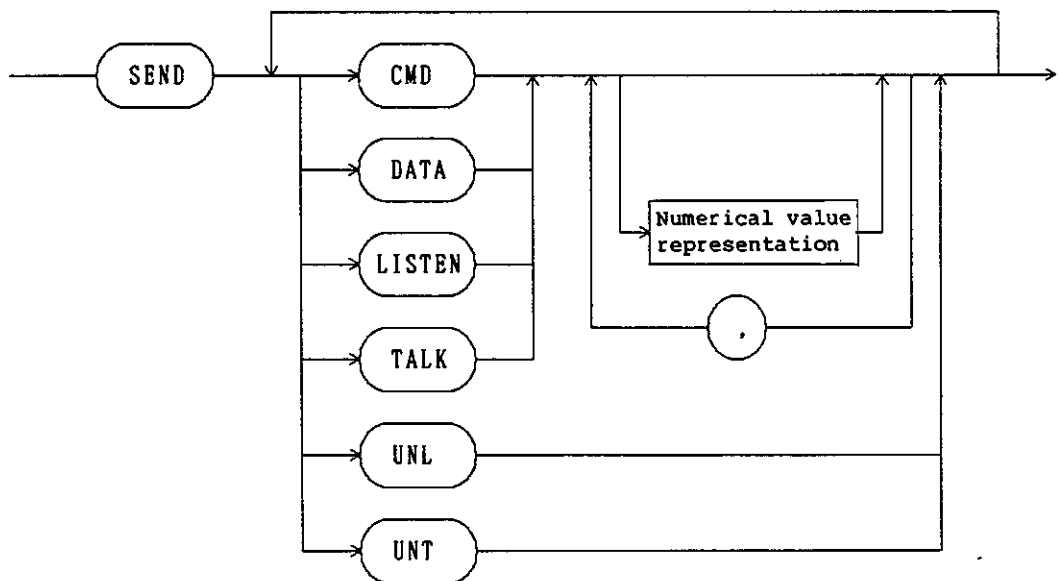 SEND
CMD
DATA
LISTEN
TALK
UNL
UNT
Numerical value
representation
,